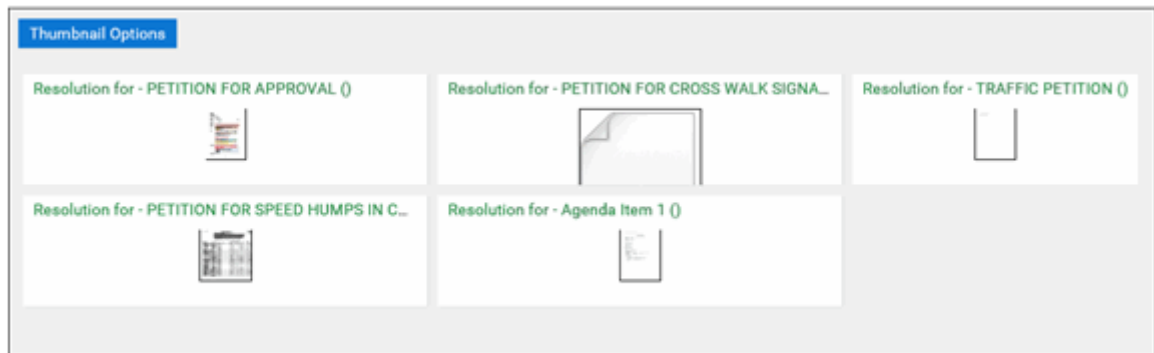 Thumbnail Options
Resolution for - PETITION FOR APPROVAL ()
Resolution for - PETITION FOR CROSS WALK SIGNA...
Resolution for - TRAFFIC PETITION ()
Resolution for - PETITION FOR SPEED HUMPS IN C...
Resolution for - Agenda Item 1 ()